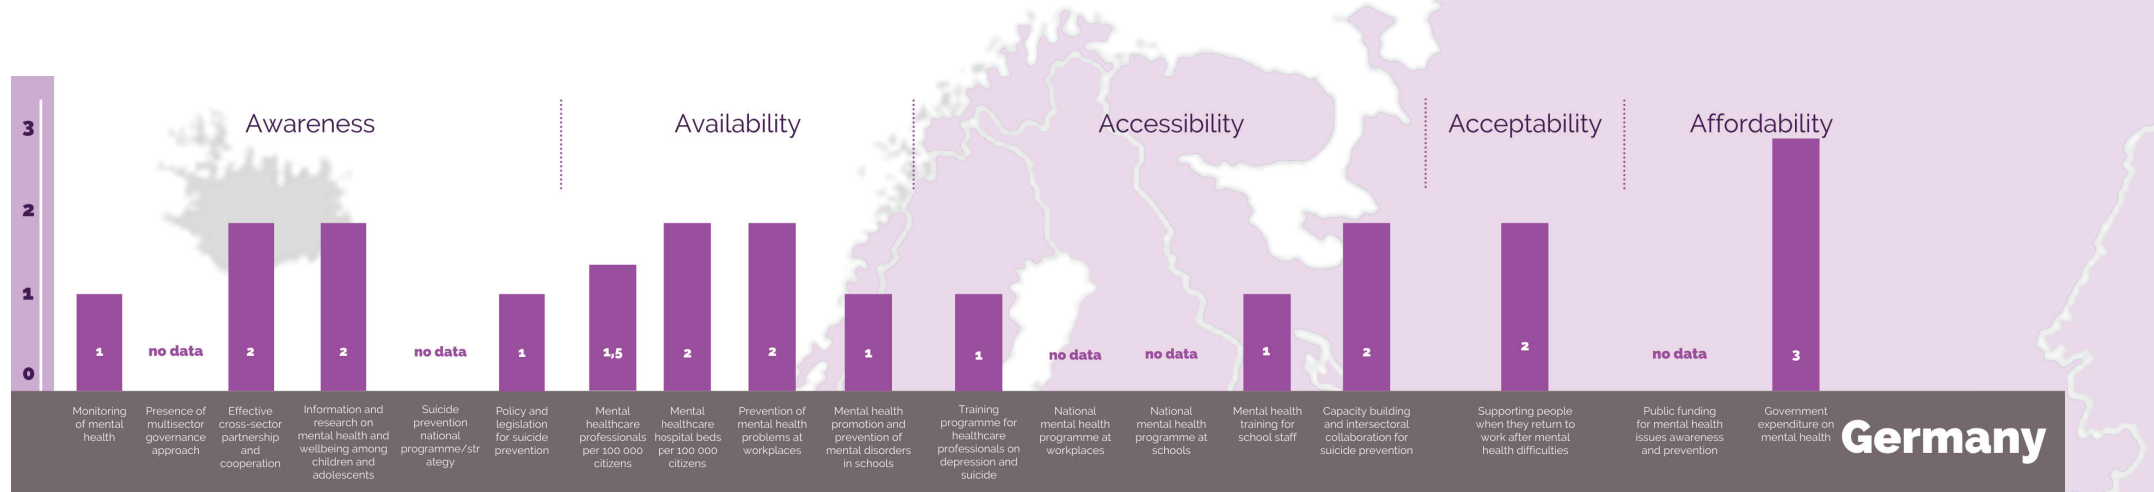 Awareness
Availability
Accessibility
Acceptability
Affordability
3
2
1
0
1
no data
2
2
no data
1
1,5
2
2
1
1
no data
no data
1
2
2
no data
3
Monitoring
of mental
health
Presence of
multisector
governance
approach
Effective
cross-sector
partnership
and
cooperation
Information and
research on
mental health and
wellbeing among
children and
adolescents
Suicide
prevention
national
programme/str
ategy
Policy and
legislation
for suicide
prevention
Mental
healthcare
professionals
per 100 000
citizens
Mental
healthcare
hospital beds
per 100 000
citizens
Prevention of
mental health
problems at
workplaces
Mental health
promotion and
prevention of
mental disorders
in schools
Training
programme for
healthcare
professionals on
depression and
suicide
National
mental health
programme at
workplaces
National
mental health
programme at
schools
Mental health
training for
school staff
Capacity building
and intersectoral
collaboration for
suicide prevention
Supporting people
when they return to
work after mental
health difficulties
Public funding
for mental health
issues awareness
and prevention
Government
expenditure on
mental health
Germany